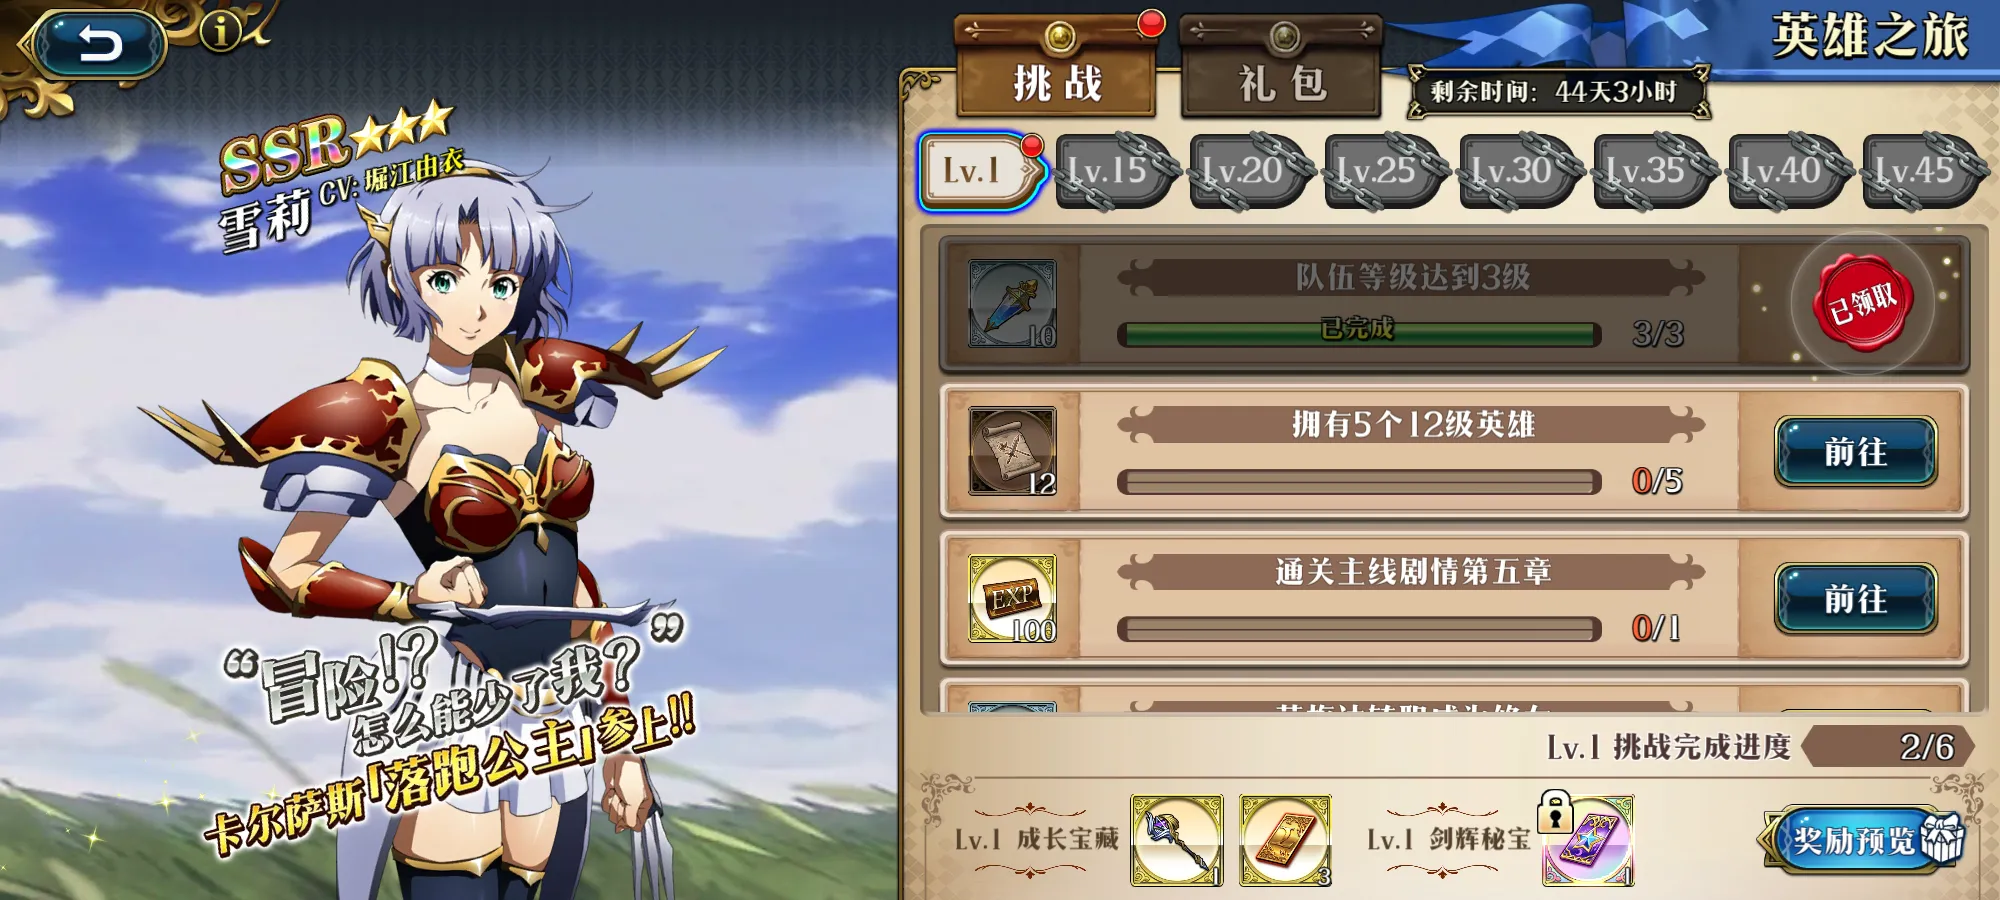 英雄之旅
挑战
礼包
剩余时间：44天3小时
SSR
雪莉 CV:堀江由衣
Lv.1
Lv.15
Lv.20
Lv.25
Lv.30
Lv.35
Lv.40
Lv.45
队伍等级达到3级
10
已完成
3/3
已领取
拥有5个12级英雄
12
0/5
前往
通关主线剧情第五章
EXP
100
0/1
前往
“冒险!?
怎么能少了我？”
卡尔萨斯「落跑公主」参上!!
Lv.1 挑战完成进度
2/6
Lv.1 成长宝藏
1
3
Lv.1 剑辉秘宝
1
奖励预览